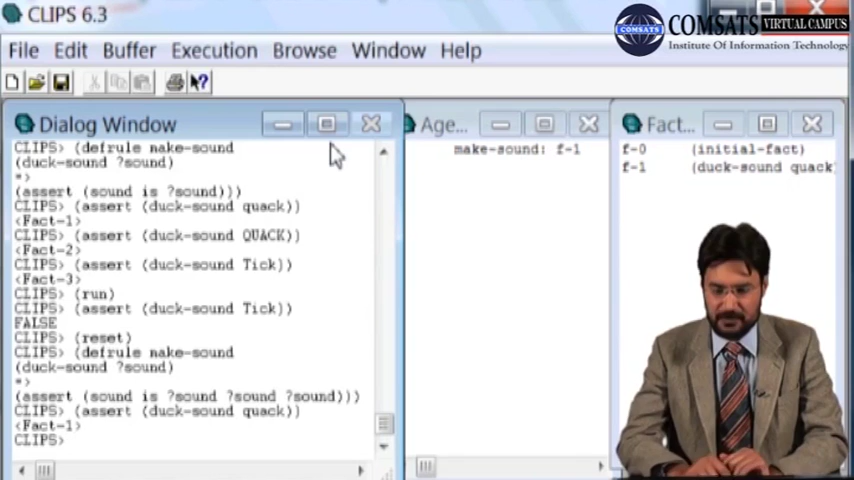 CLIPS 6.3
COMSATS VIRTUAL CAMPUS
Institute Of Information Technology
File Edit Buffer Execution Browse Window Help
Dialog Window
CLIPS> (defrule make-sound
(duck-sound ?sound)
=>
(assert (sound is ?sound)))
CLIPS> (assert (duck-sound quack))
<Fact-1>
CLIPS> (assert (duck-sound QUACK))
<Fact-2>
CLIPS> (assert (duck-sound Tick))
<Fact-3>
CLIPS> (run)
CLIPS> (assert (duck-sound Tick))
FALSE
CLIPS> (reset)
CLIPS> (defrule make-sound
(duck-sound ?sound)
=>
(assert (sound is ?sound ?sound ?sound)))
CLIPS> (assert (duck-sound quack))
<Fact-1>
CLIPS>
Age...
make-sound: f-1
Fact...
f-0 (initial-fact)
f-1 (duck-sound quack